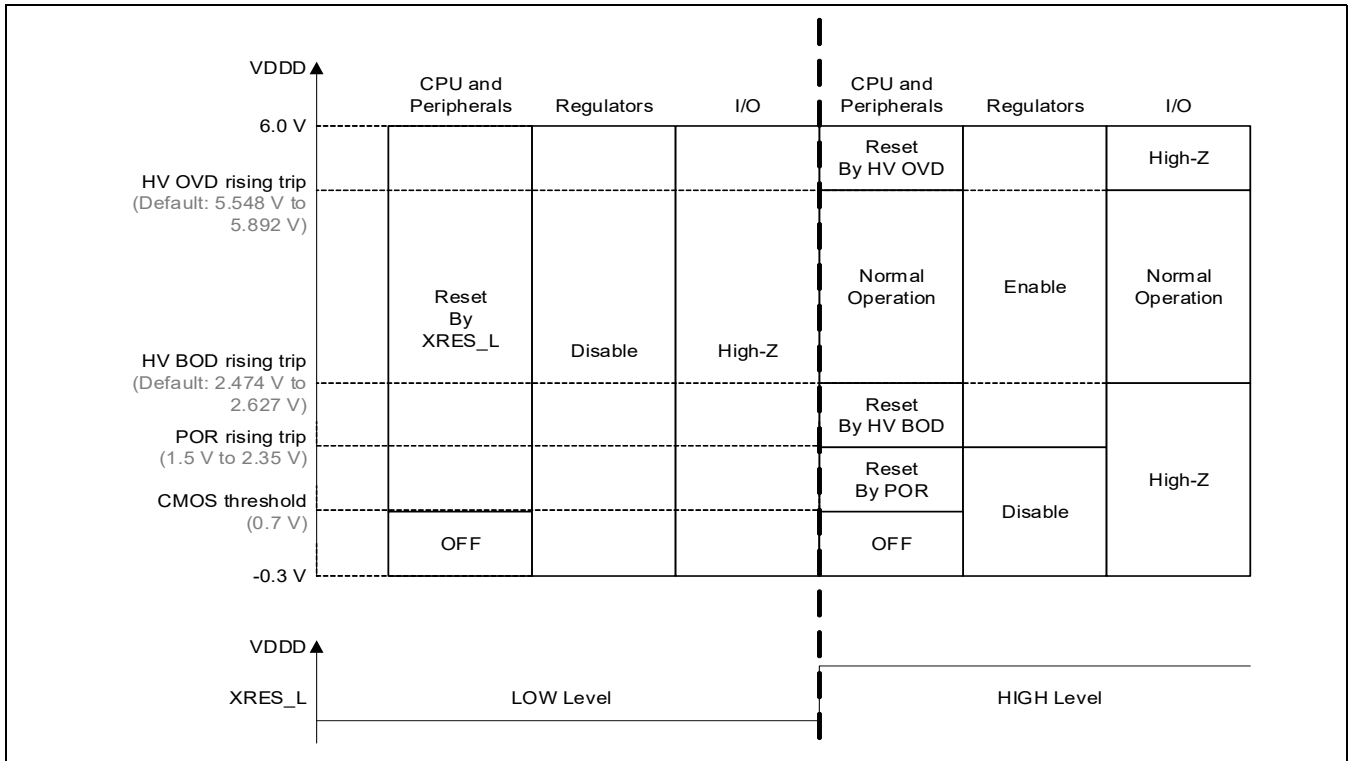 VDDD
CPU and
Peripherals
Regulators
I/O
CPU and
Peripherals
Regulators
I/O
6.0 V
Reset
By HV OVD
High-Z
HV OVD rising trip
(Default: 5.548 V to
5.892 V)
Reset
By
XRES_L
Disable
High-Z
Normal
Operation
Enable
Normal
Operation
HV BOD rising trip
(Default: 2.474 V to
2.627 V)
Reset
By HV BOD
POR rising trip
(1.5 V to 2.35 V)
Reset
By POR
Disable
High-Z
CMOS threshold
(0.7 V)
OFF
OFF
-0.3 V
VDDD
XRES_L
LOW Level
HIGH Level